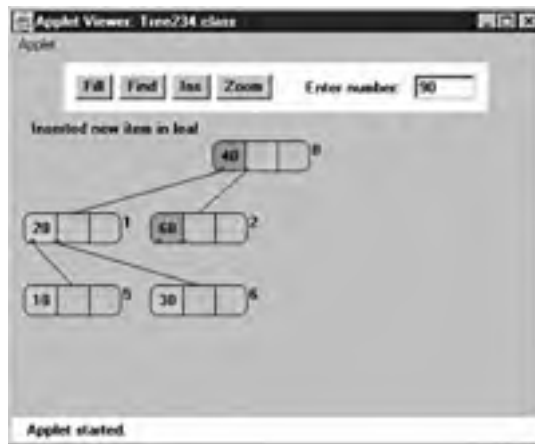 Applet Viewer: Tree234.class
Applet
Fill Find Ins Zoom Enter number: 90
Inserted new item in leaf
40 0
20 1 60 2
10 5 30 6
Applet started.